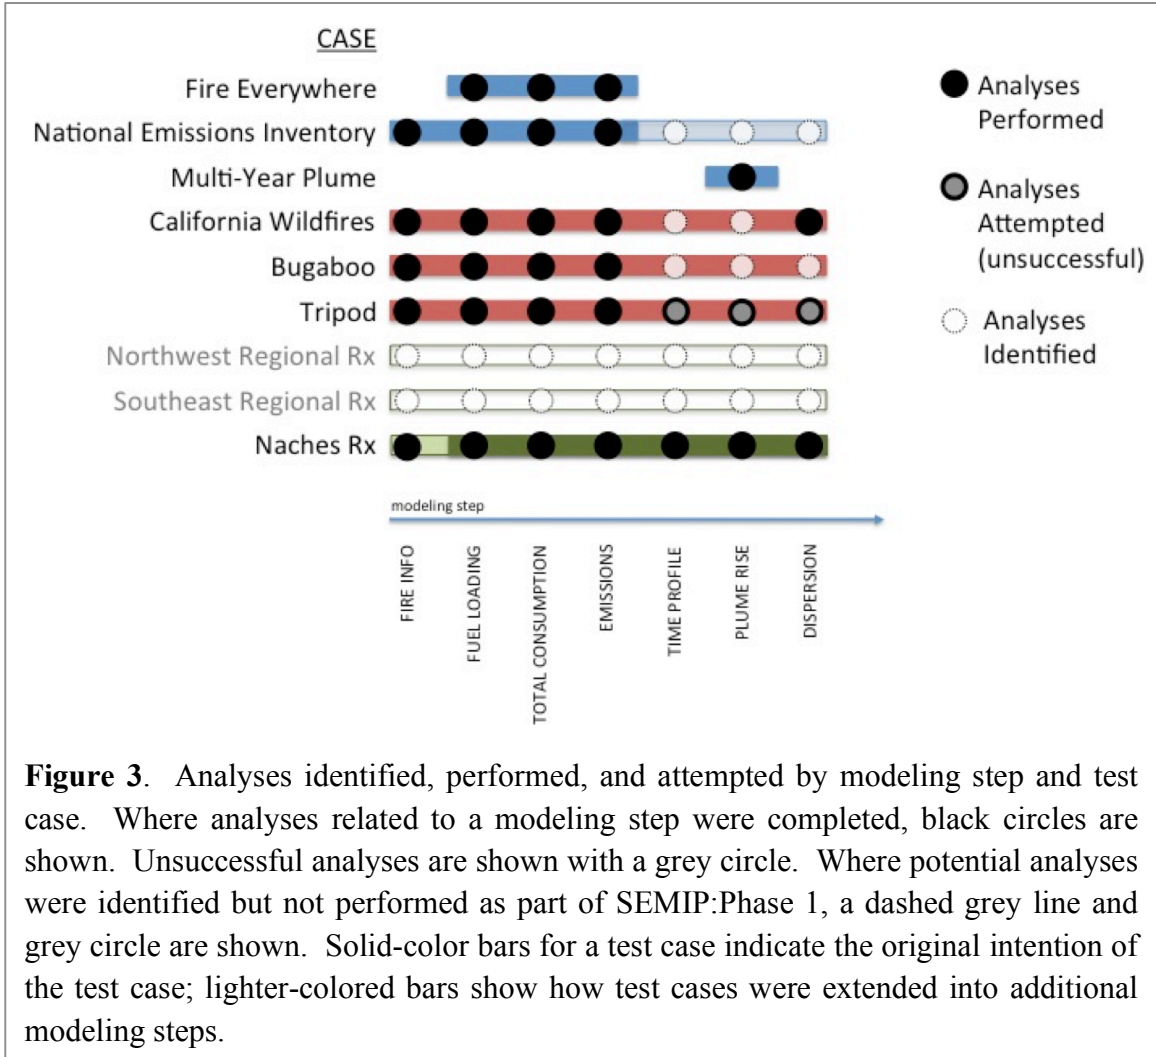 CASE
Fire Everywhere
National Emissions Inventory
Multi-Year Plume
California Wildfires
Bugaboo
Tripod
Northwest Regional Rx
Southeast Regional Rx
Naches Rx
Analyses
Performed
Analyses
Attempted
(unsuccessful)
Analyses
Identified
modeling step
FIRE INFO
FUEL LOADING
TOTAL CONSUMPTION
EMISSIONS
TIME PROFILE
PLUME RISE
DISPERSION
Figure 3. Analyses identified, performed, and attempted by modeling step and test
case. Where analyses related to a modeling step were completed, black circles are
shown. Unsuccessful analyses are shown with a grey circle. Where potential analyses
were identified but not performed as part of SEMIP:Phase 1, a dashed grey line and
grey circle are shown. Solid-color bars for a test case indicate the original intention of
the test case; lighter-colored bars show how test cases were extended into additional
modeling steps.